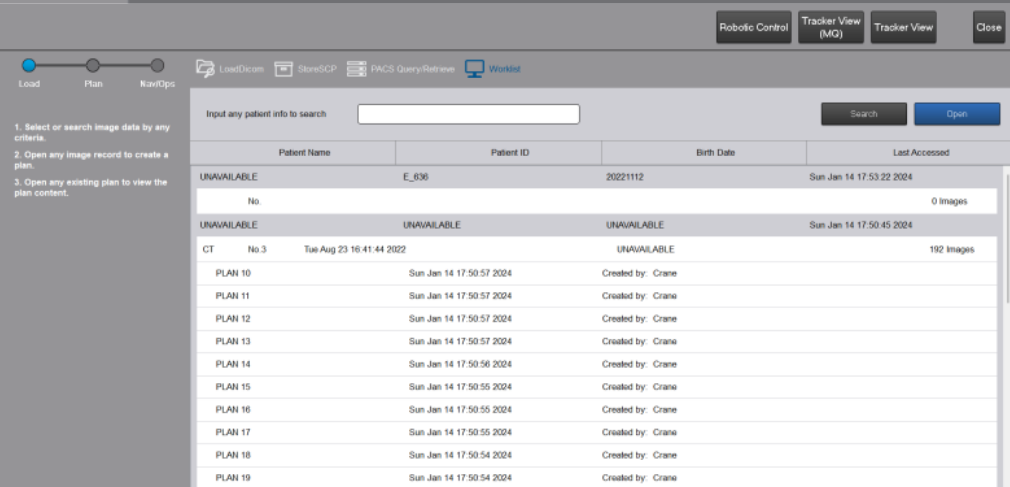 Robotic Control
Tracker View
(MQ)
Tracker View
Close
Load
Plan
Nav/Ops
LoadDicom
StoreSCP
PACS Query/Retrieve
Worklist
1. Select or search image data by any
criteria.
2. Open any image record to create a
plan.
3. Open any existing plan to view the
plan content.
Input any patient info to search
Search
Open
Patient Name Patient ID Birth Date Last Accessed
UNAVAILABLE E_636 20221112 Sun Jan 14 17:53:22 2024
No. 0 Images
UNAVAILABLE UNAVAILABLE UNAVAILABLE Sun Jan 14 17:50:45 2024
CT No.3 Tue Aug 23 16:41:44 2022 UNAVAILABLE 192 Images
PLAN 10 Sun Jan 14 17:50:57 2024 Created by: Crane
PLAN 11 Sun Jan 14 17:50:57 2024 Created by: Crane
PLAN 12 Sun Jan 14 17:50:57 2024 Created by: Crane
PLAN 13 Sun Jan 14 17:50:57 2024 Created by: Crane
PLAN 14 Sun Jan 14 17:50:56 2024 Created by: Crane
PLAN 15 Sun Jan 14 17:50:55 2024 Created by: Crane
PLAN 16 Sun Jan 14 17:50:55 2024 Created by: Crane
PLAN 17 Sun Jan 14 17:50:55 2024 Created by: Crane
PLAN 18 Sun Jan 14 17:50:54 2024 Created by: Crane
PLAN 19 Sun Jan 14 17:50:54 2024 Created by: Crane